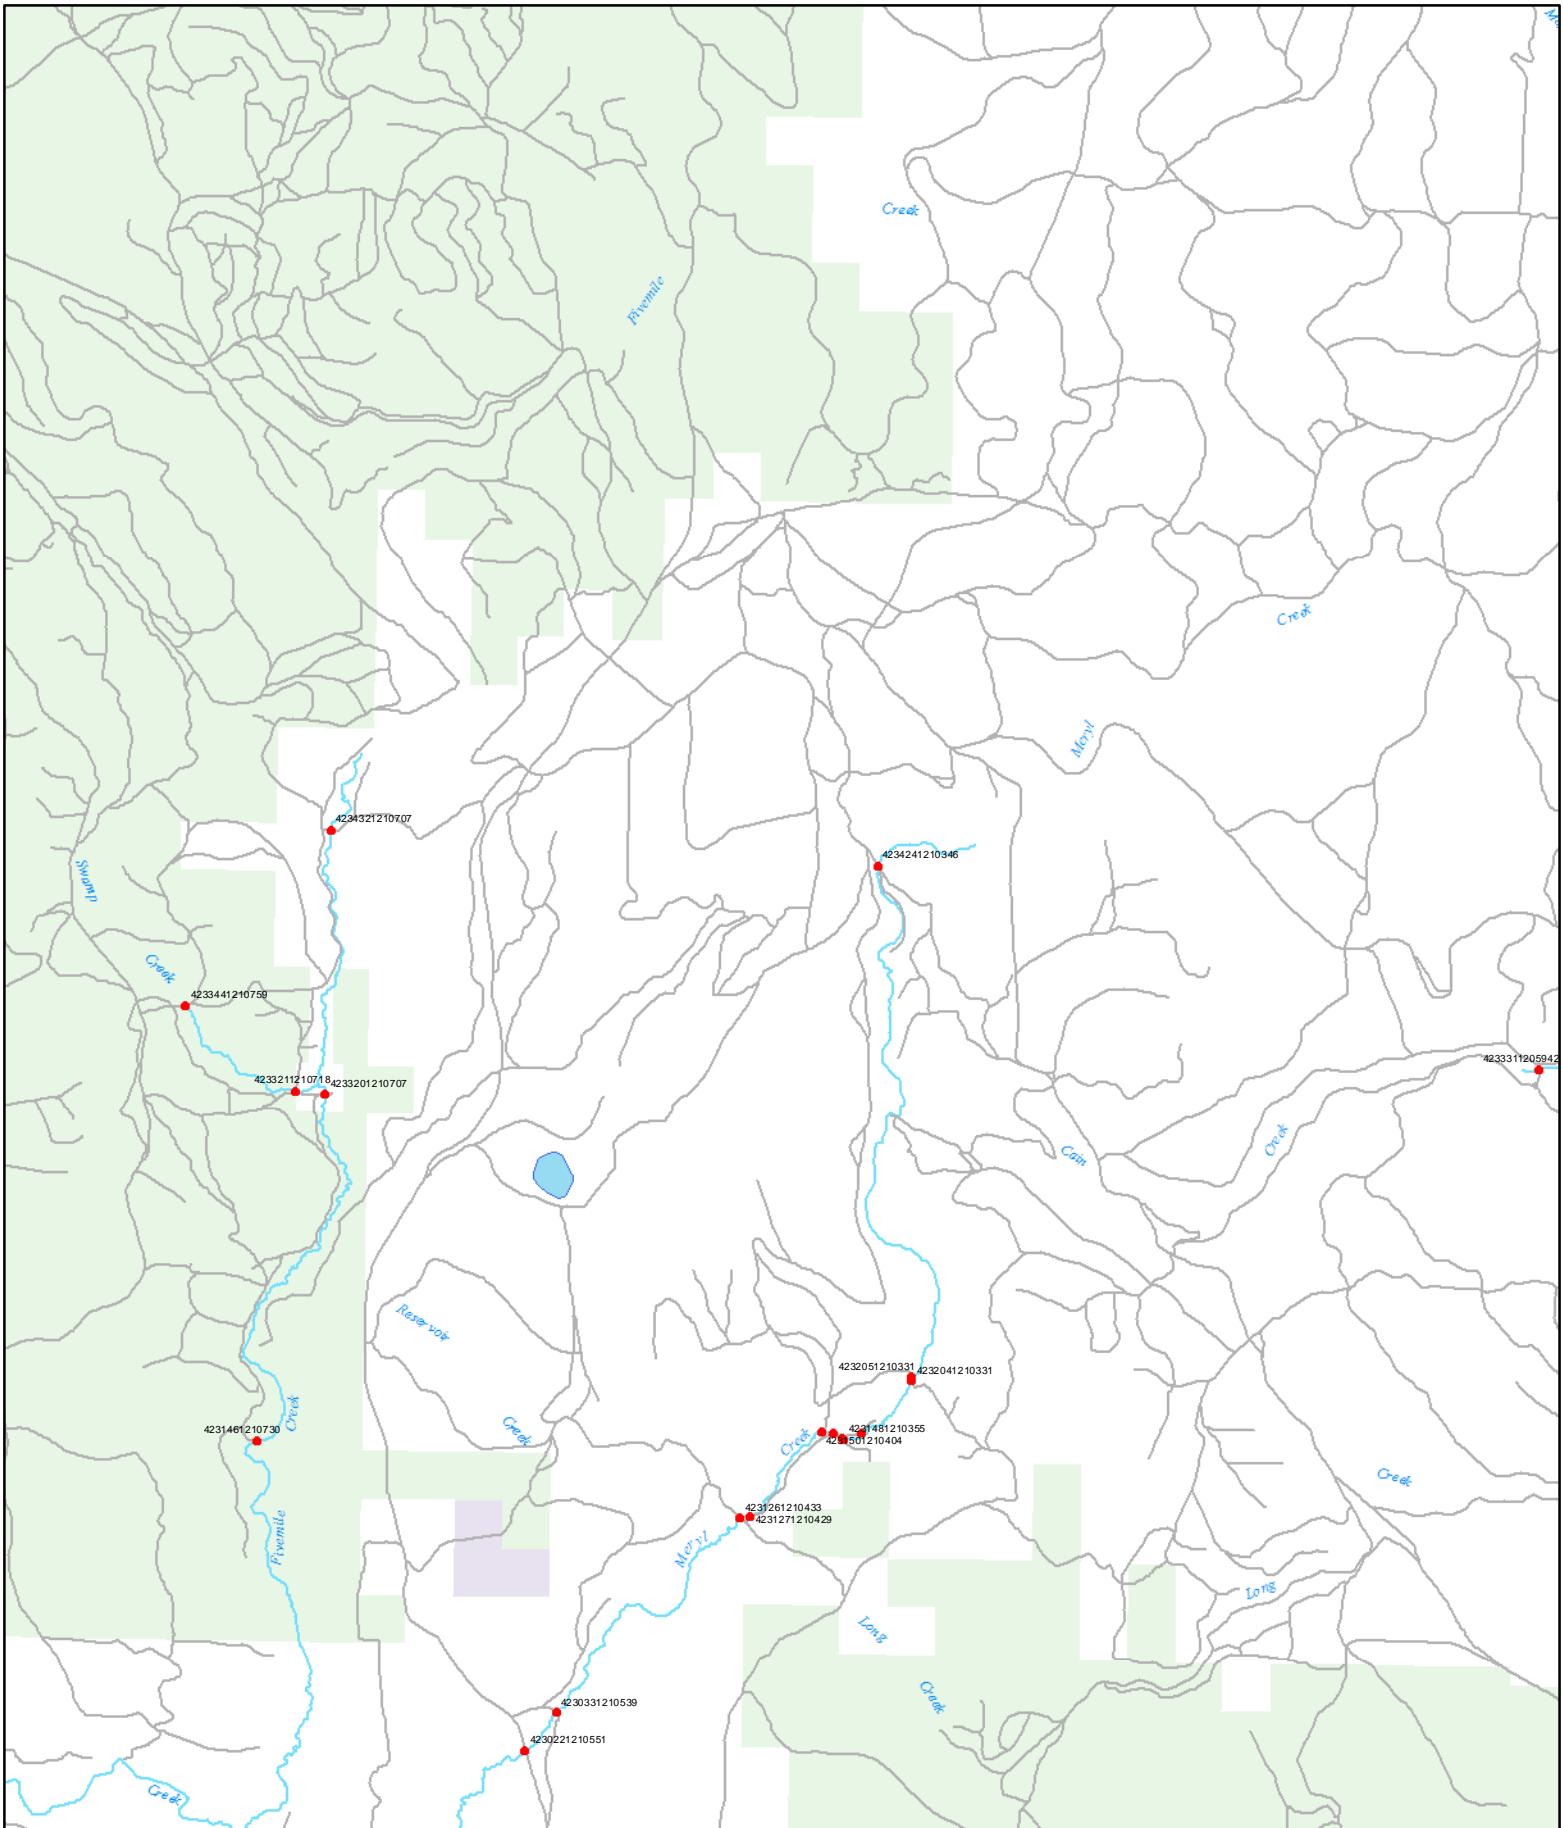 Creek
Fivemile
Creek
Meryl
4234321210707
4234241210346
Swamp
Creek
4233441210759
4233311205942
4233211210718
4233201210707
Creek
Cain
Reservoir
4232051210331
4232041210331
Creek
Creek
4231461210730
Creek
4231481210355
4231501210404
Creek
4231261210433
4231271210429
Fivemile
Meryl
Long
Long
Creek
4230331210539
4230221210551
Creek